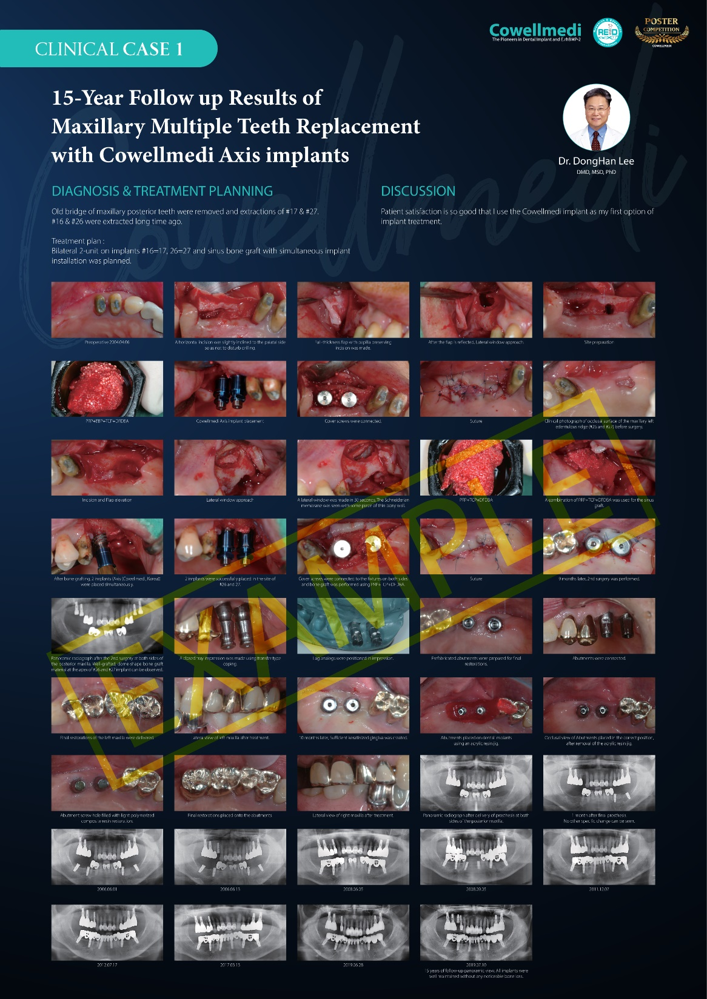 CLINICAL CASE 1
Cowellmedi
The Pioneers in Dental Implant and E.rhBMP-2
POSTER
COMPETITION
COWELLMEDI
15-Year Follow up Results of
Maxillary Multiple Teeth Replacement
with Cowellmedi Axis implants
Dr. DongHan Lee
DMD, MSD, PhD
DIAGNOSIS & TREATMENT PLANNING
Old bridge of maxillary posterior teeth were removed and extractions of #17 & #27.
#16 & #26 were extracted long time ago.
Treatment plan :
Bilateral 2-unit on implants #16=17, 26=27 and sinus bone graft with simultaneous implant
installation was planned.
DISCUSSION
Patient satisfaction is so good that I use the Cowellmedi implant as my first option of
implant treatment.
Preoperative 2004.04.06
A horizontal incision was slightly inclined to the palatal side
so as not to disturb drilling.
Full-thickness flap with papilla preserving
incision was made.
After the flap is reflected, Lateral window approach.
Site preparation
PRP+BBP+TCP+DFDBA
Cowellmedi Axis implant placement
Cover screws were connected.
Suture
Clinical photograph of occlusal surface of the maxillary left
edentulous ridge (#26 and #27) before surgery.
Incision and Flap elevation
Lateral window approach
A lateral window was made in 30 seconds. The Schneiderian
membrane was seen with some piece of thin bony wall.
PRP+TCP+DFDBA
A combination of PRP+TCP+DFDBA was used for the sinus
graft.
After bone grafting, 2 implants (Axis (Cowellmedi, Korea))
were placed simultaneously.
2 implants were successfully placed in the site of
#26 and 27.
Cover screws were connected to the fixtures on both sides
and bone graft was performed using PRP+TCP+DFDBA.
Suture
9 months later, 2nd surgery was performed.
Panoramic radiograph after the 2nd surgery at both sides of
the posterior maxilla. Well-grafted, dome-shape bone graft
material at the apex of #26 and #27 implant can be observed.
A closed tray impression was made using transfer type
coping.
Lag analogs were positioned in impression.
Prefabricated abutments were prepared for final
restorations.
Abutments were connected.
Final restorations of the left maxilla were delivered.
Lateral view of left maxilla after treatment.
10 months later, Sufficient keratinized gingiva was created.
Abutments placed on dental implants
using an acrylic resin jig.
Occlusal view of Abutments placed in the correct position,
after removal of the acrylic resin jig.
Abutment screw hole filled with light polymerized
composite resin restoration.
Final restorations placed onto the abutments.
Lateral view of right maxilla after treatment.
Panoramic radiograph after delivery of prosthesis at both
sides of the posterior maxilla.
1 month after final prosthesis.
No other specific change can be seen.
2006.06.01
2006.06.13
2008.06.05
2008.09.05
2011.12.07
2012.07.17
2017.03.13
2019.06.28
2019.07.10
15 years of follow-up panoramic view. All implants were
well maintained without any noticeable bone loss.
EXAMPLE